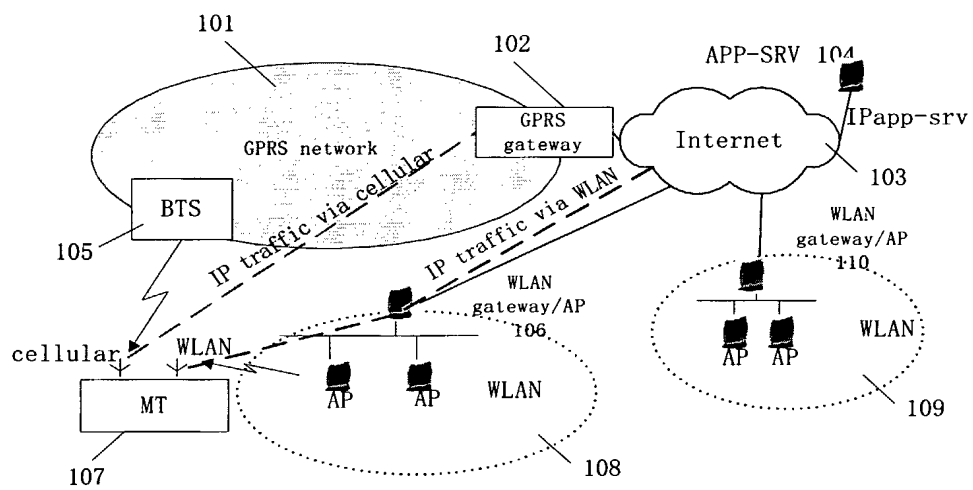 101
102
APP-SRV 104
GPRS
gateway
IPapp-srv
Internet
GPRS network
103
BTS
105
IP traffic via cellular
IP traffic via WLAN
WLAN
gateway/AP
110
WLAN
gateway/AP
106
WLAN
AP
AP
cellular
WLAN
MT
AP
AP
WLAN
109
107
108